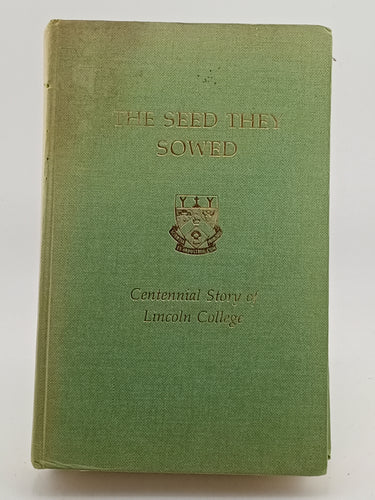 THE SEED THEY
SOWED
Centennial Story of
Lincoln College